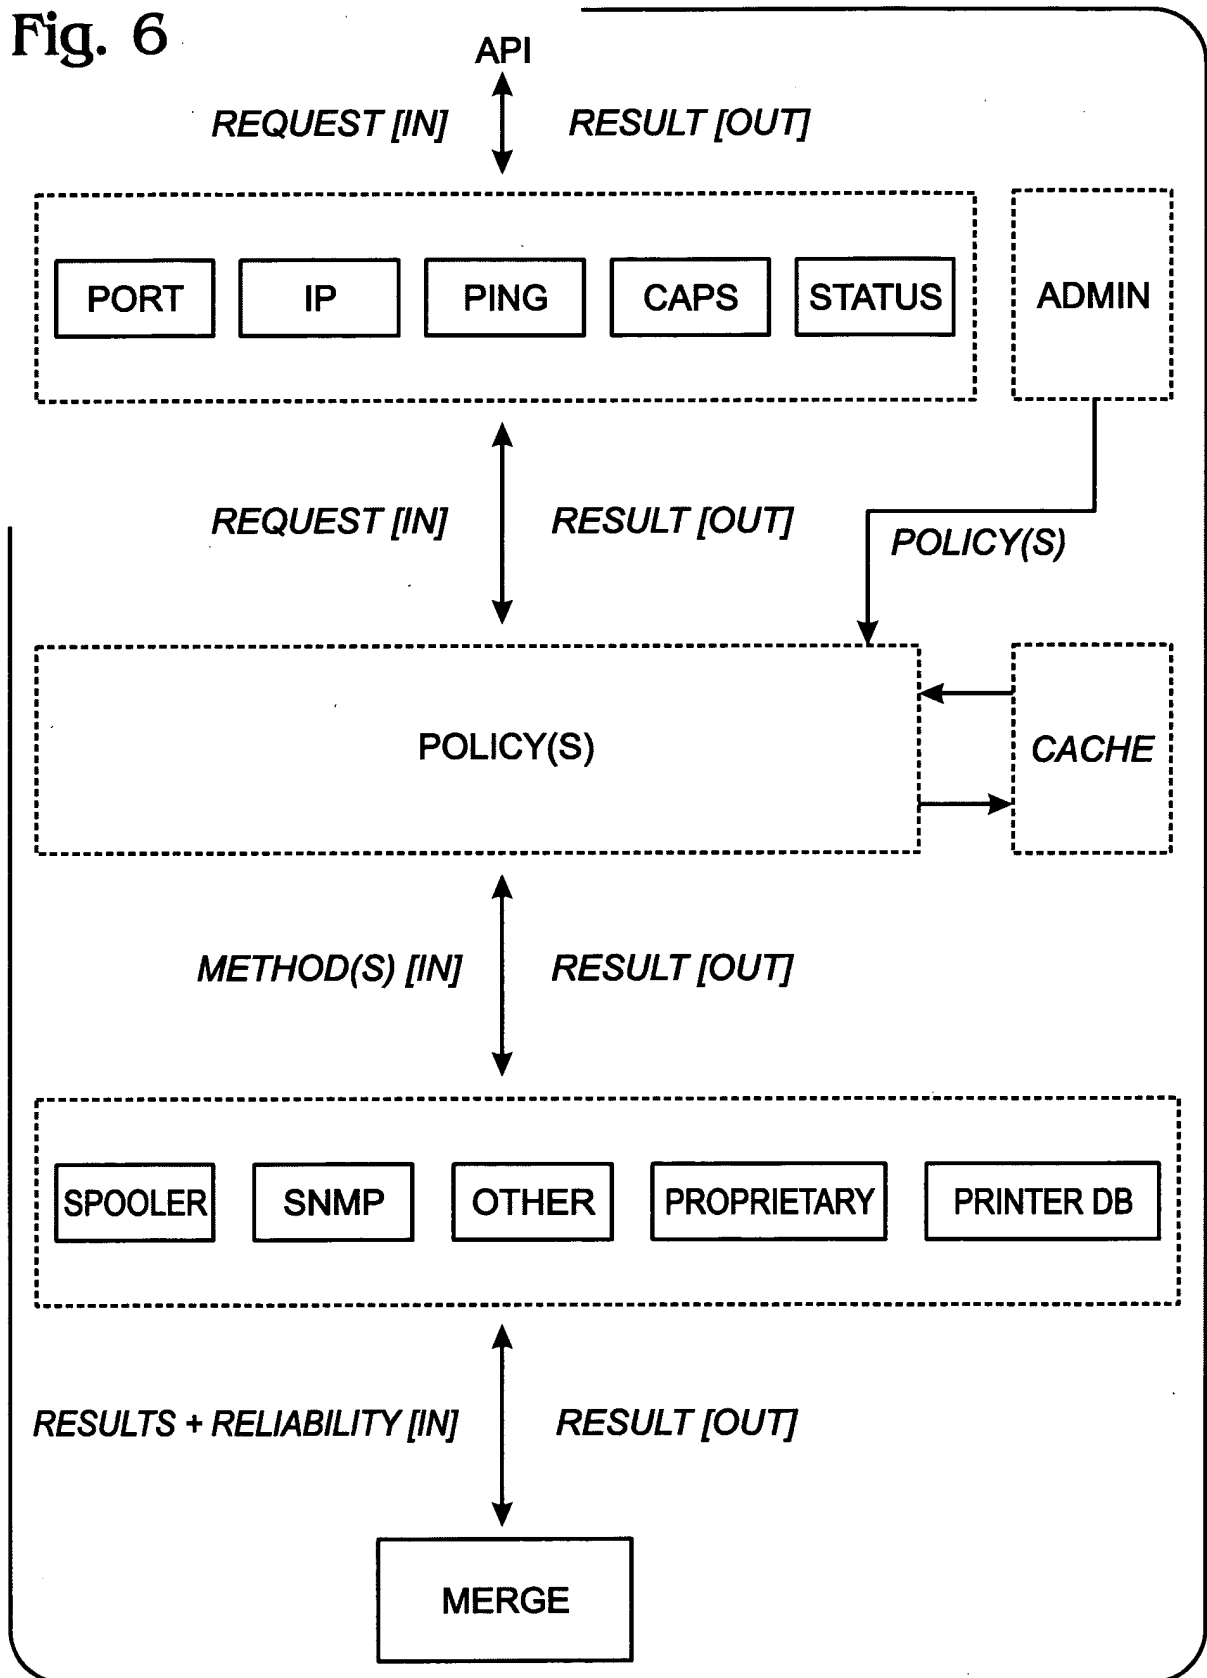 Fig. 6
API
REQUEST [IN] RESULT [OUT]
PORT IP PING CAPS STATUS ADMIN
REQUEST [IN] RESULT [OUT] POLICY(S)
POLICY(S) CACHE
METHOD(S) [IN] RESULT [OUT]
SPOOLER SNMP OTHER PROPRIETARY PRINTER DB
RESULTS + RELIABILITY [IN] RESULT [OUT]
MERGE